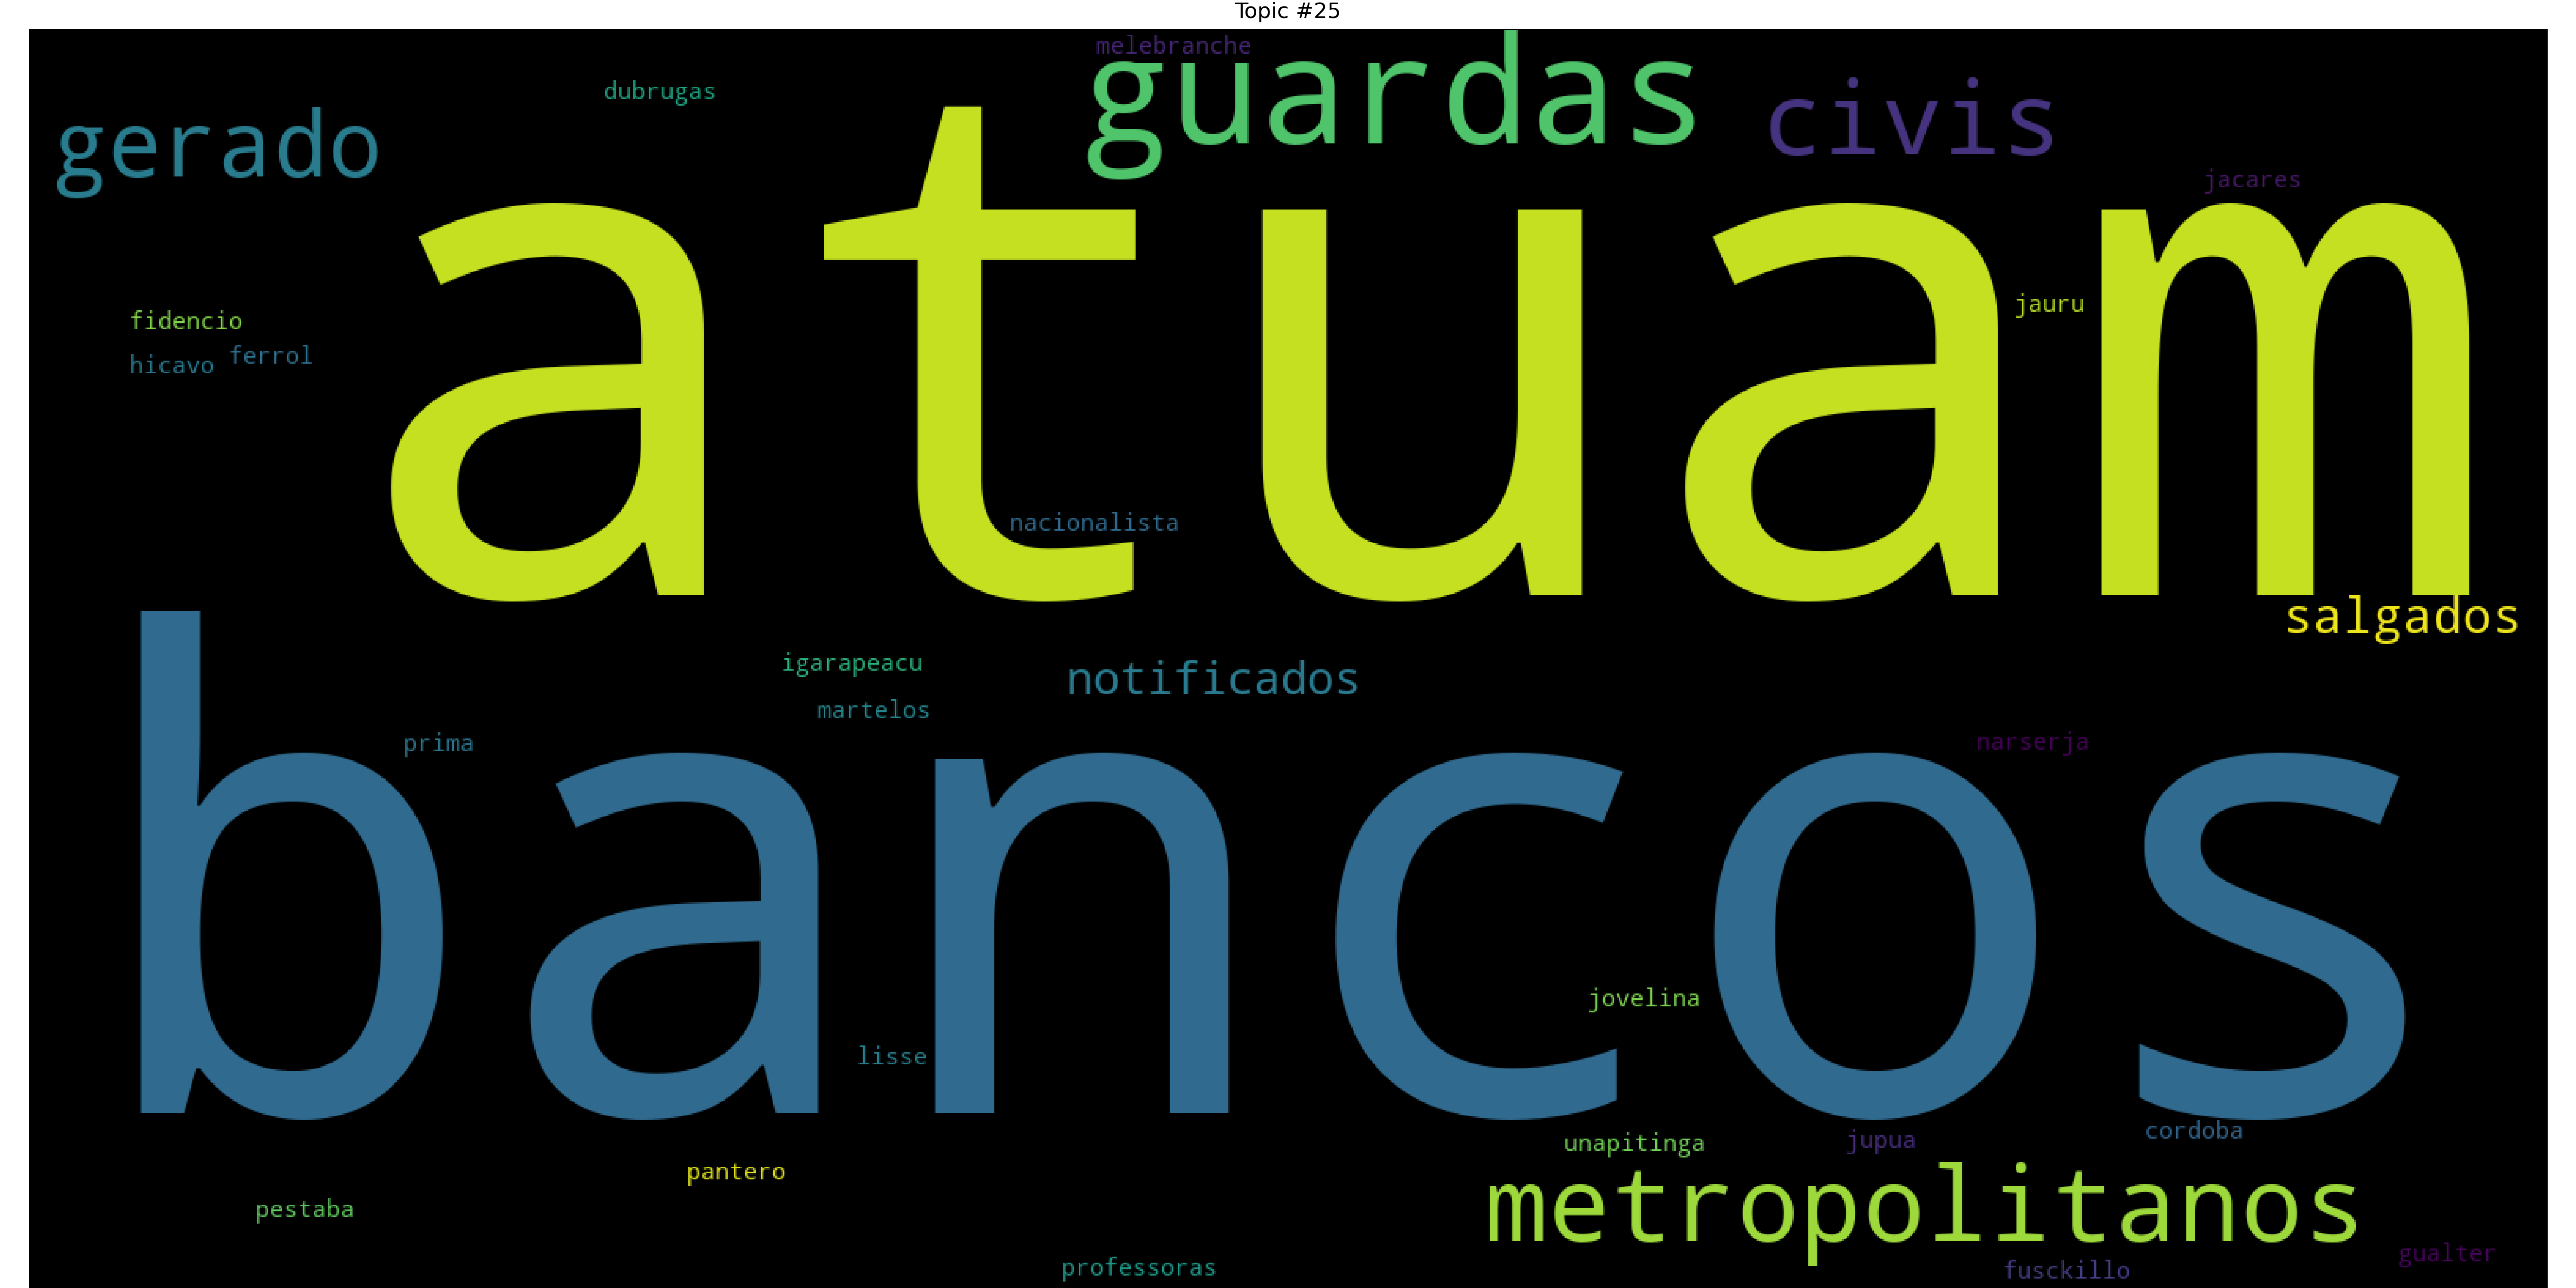 Topic #25
melebranche
dubrugas
guardas
civis
gerado
jacares
atuam
jauru
fidencio
hicavo
ferrol
nacionalista
salgados
igarapeacu
notificados
martelos
prima
narserja
bancos
jovelina
lisse
unapitinga
jupua
cordoba
pantero
pestaba
metropolitanos
professoras
gualter
fusckillo